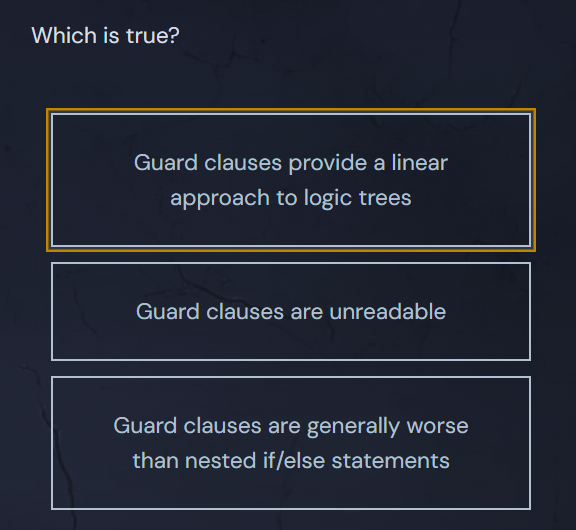 Which is true?
Guard clauses provide a linear
approach to logic trees
Guard clauses are unreadable
Guard clauses are generally worse
than nested if/else statements